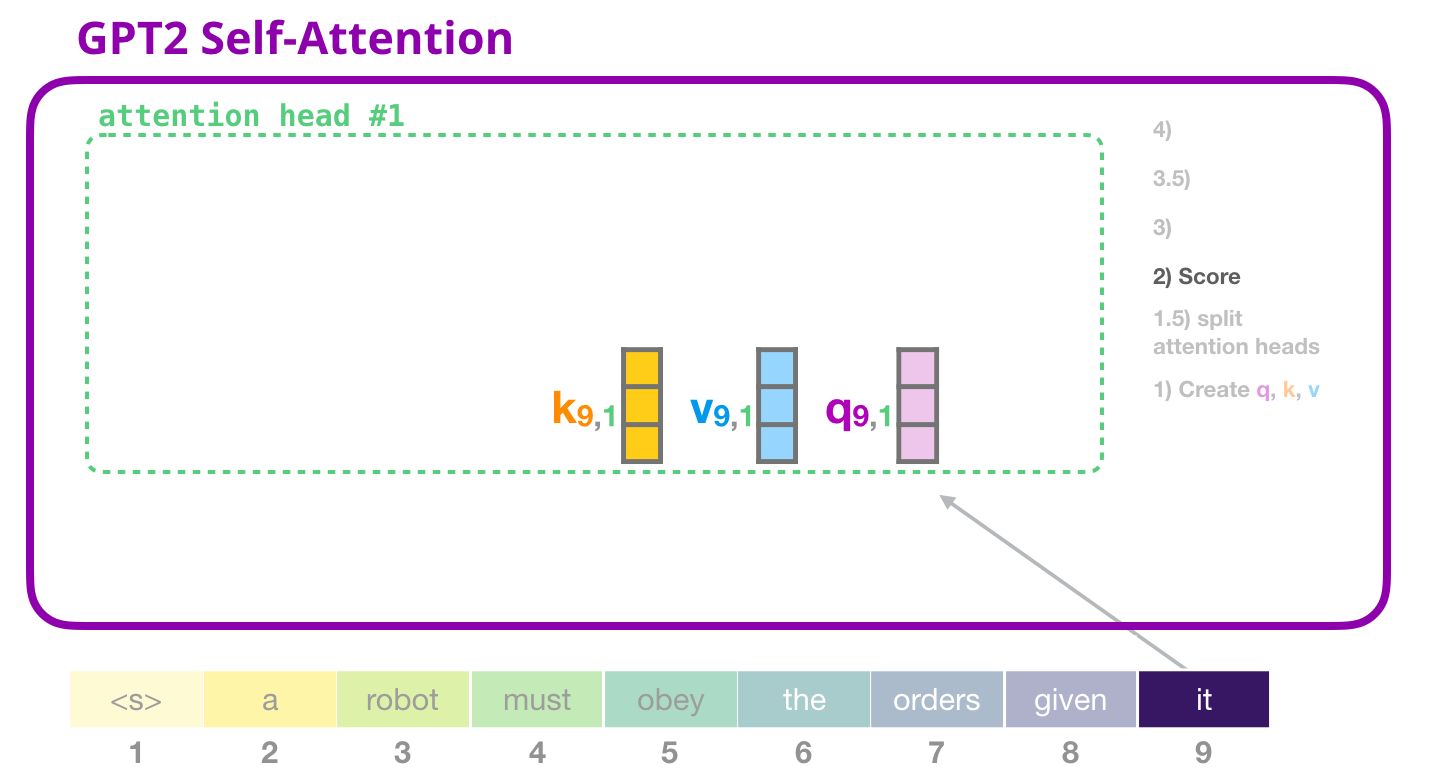 GPT2 Self-Attention
attention head #1
4)
3.5)
3)
2) Score
1.5) split
attention heads
1) Create q, k, v
k9,1 v9,1 q9,1
<s> a robot must obey the orders given it
1 2 3 4 5 6 7 8 9